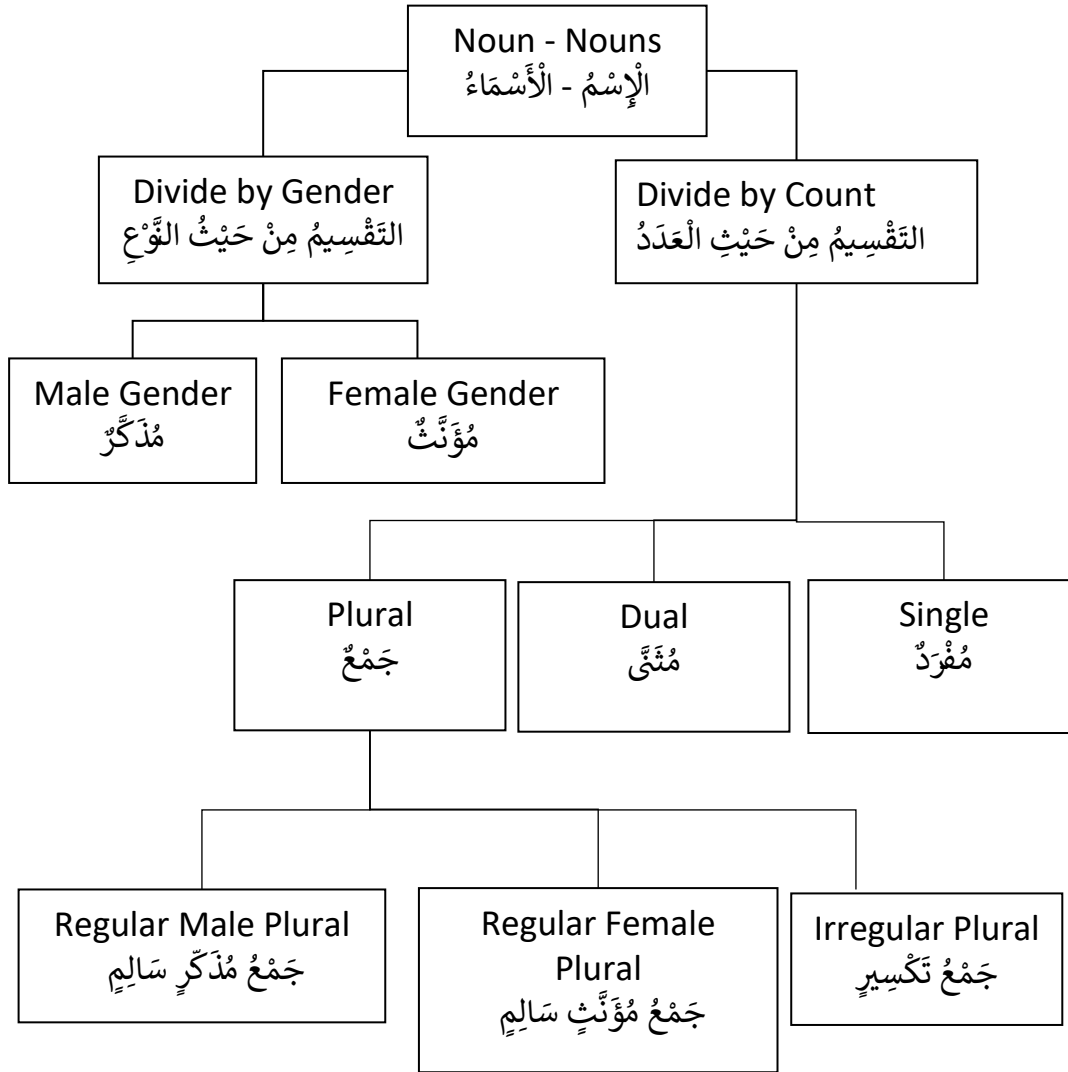 Noun - Nouns
الْإِسْمُ - الْأَسْمَاءُ
Divide by Gender
التَقْسِيمُ مِنْ حَيْثُ النَّوْعِ
Divide by Count
التَقْسِيمُ مِنْ حَيْثِ الْعَدَدُ
Male Gender
مُذَكَّرٌ
Female Gender
مُؤَنَّثٌ
Plural
جَمْعٌ
Dual
مُثَنَّى
Single
مُفْرَدٌ
Regular Male Plural
جَمْعُ مُذَكّرٍ سَالِمٍ
Regular Female
Plural
جَمْعُ مُؤَنَّثٍ سَالِمٍ
Irregular Plural
جَمْعُ تَكْسِيرٍ